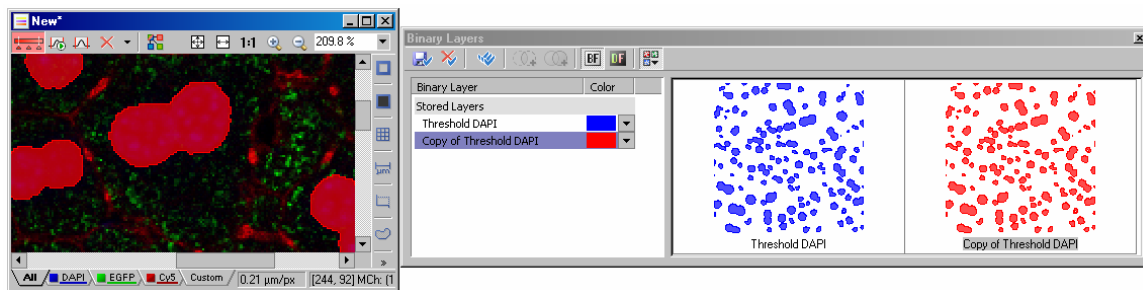 New*
1:1
209.8 %
µm
All DAPI EGFP Cy5 Custom 0.21 µm/px [244, 92] MCh: (1
Binary Layers
BF DF
Binary Layer Color
Stored Layers
Threshold DAPI
Copy of Threshold DAPI
Threshold DAPI Copy of Threshold DAPI